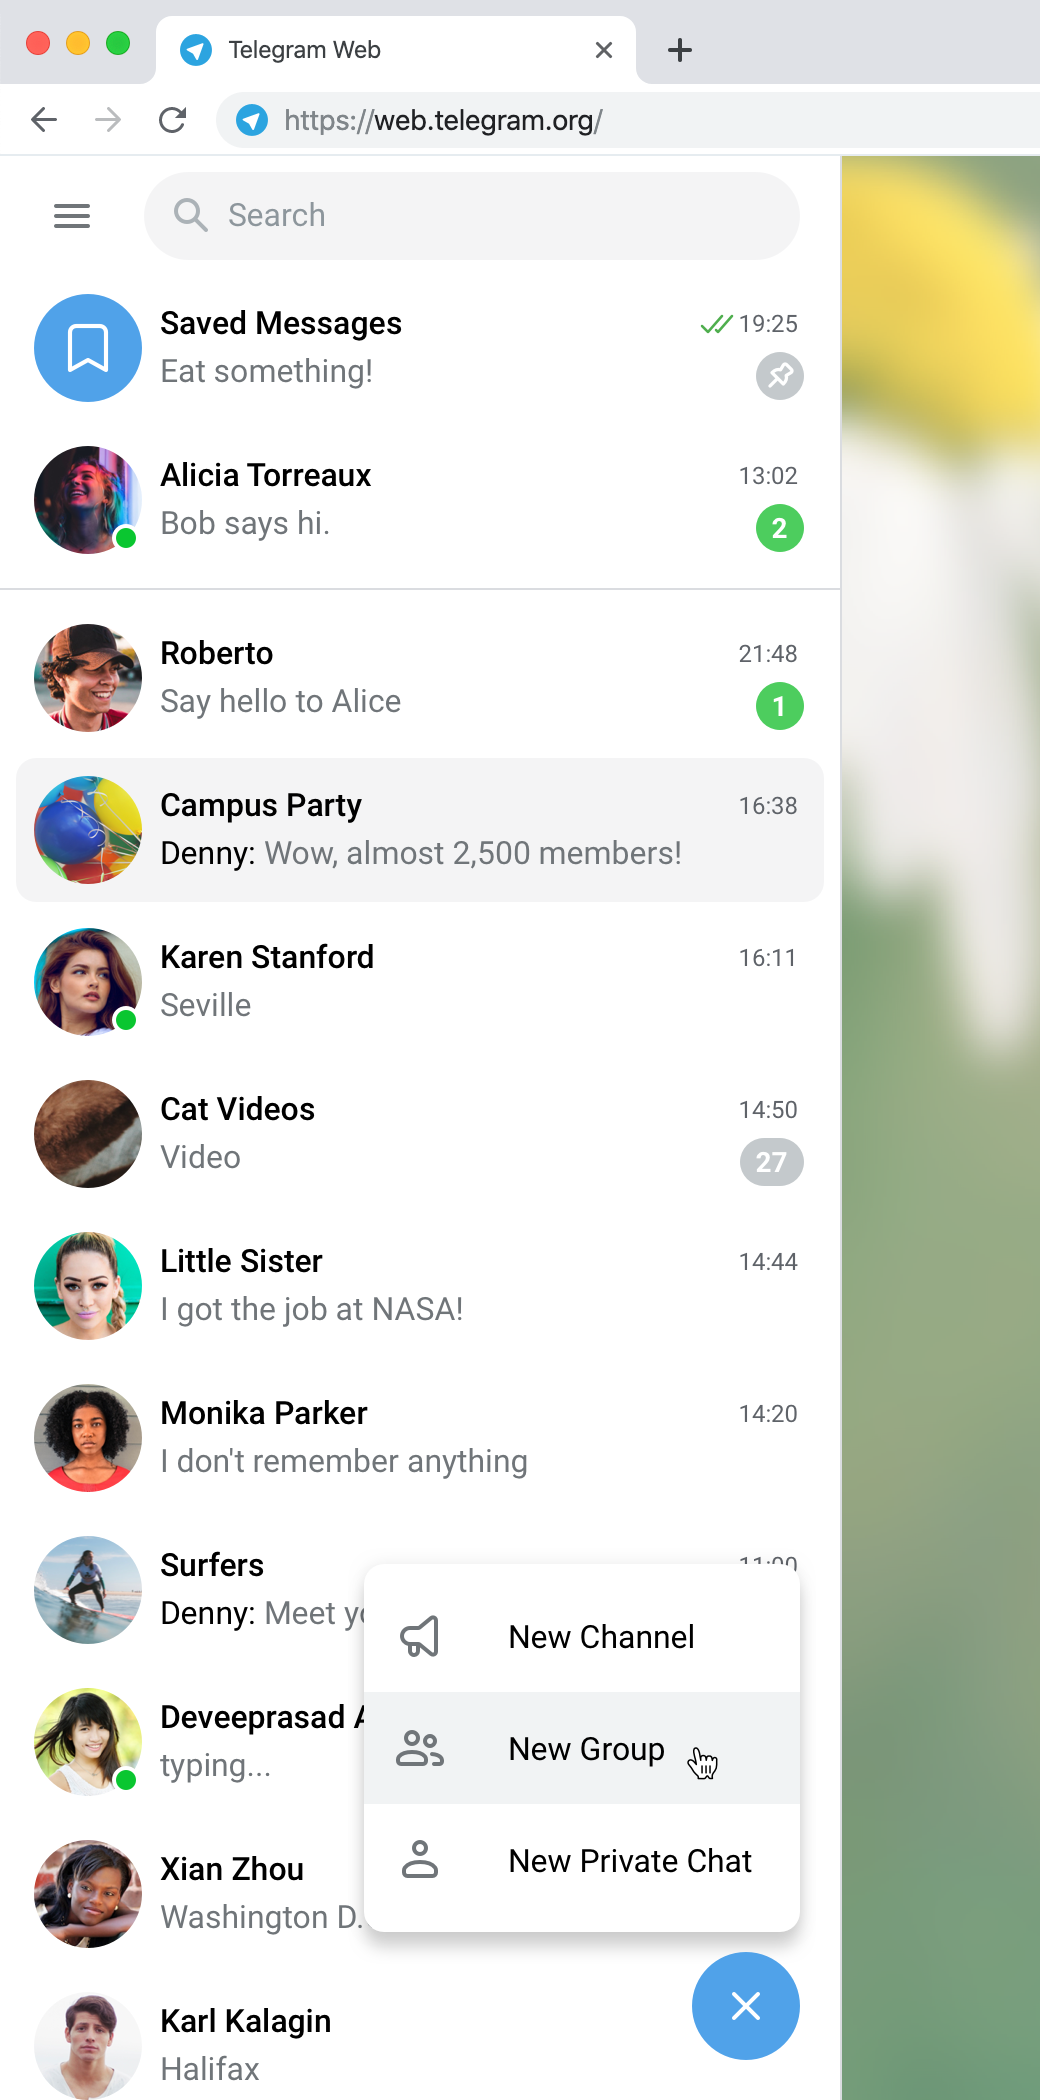 Telegram Web
https://web.telegram.org/
Search
Saved Messages 19:25
Eat something!
Alicia Torreaux 13:02
Bob says hi. 2
Roberto 21:48
Say hello to Alice 1
Campus Party 16:38
Denny: Wow, almost 2,500 members!
Karen Stanford 16:11
Seville
Cat Videos 14:50
Video 27
Little Sister 14:44
I got the job at NASA!
Monika Parker 14:20
I don't remember anything
Surfers
Denny: Meet
New Channel
Deveeprasad
typing...
New Group
Xian Zhou
Washington D.
New Private Chat
Karl Kalagin
Halifax